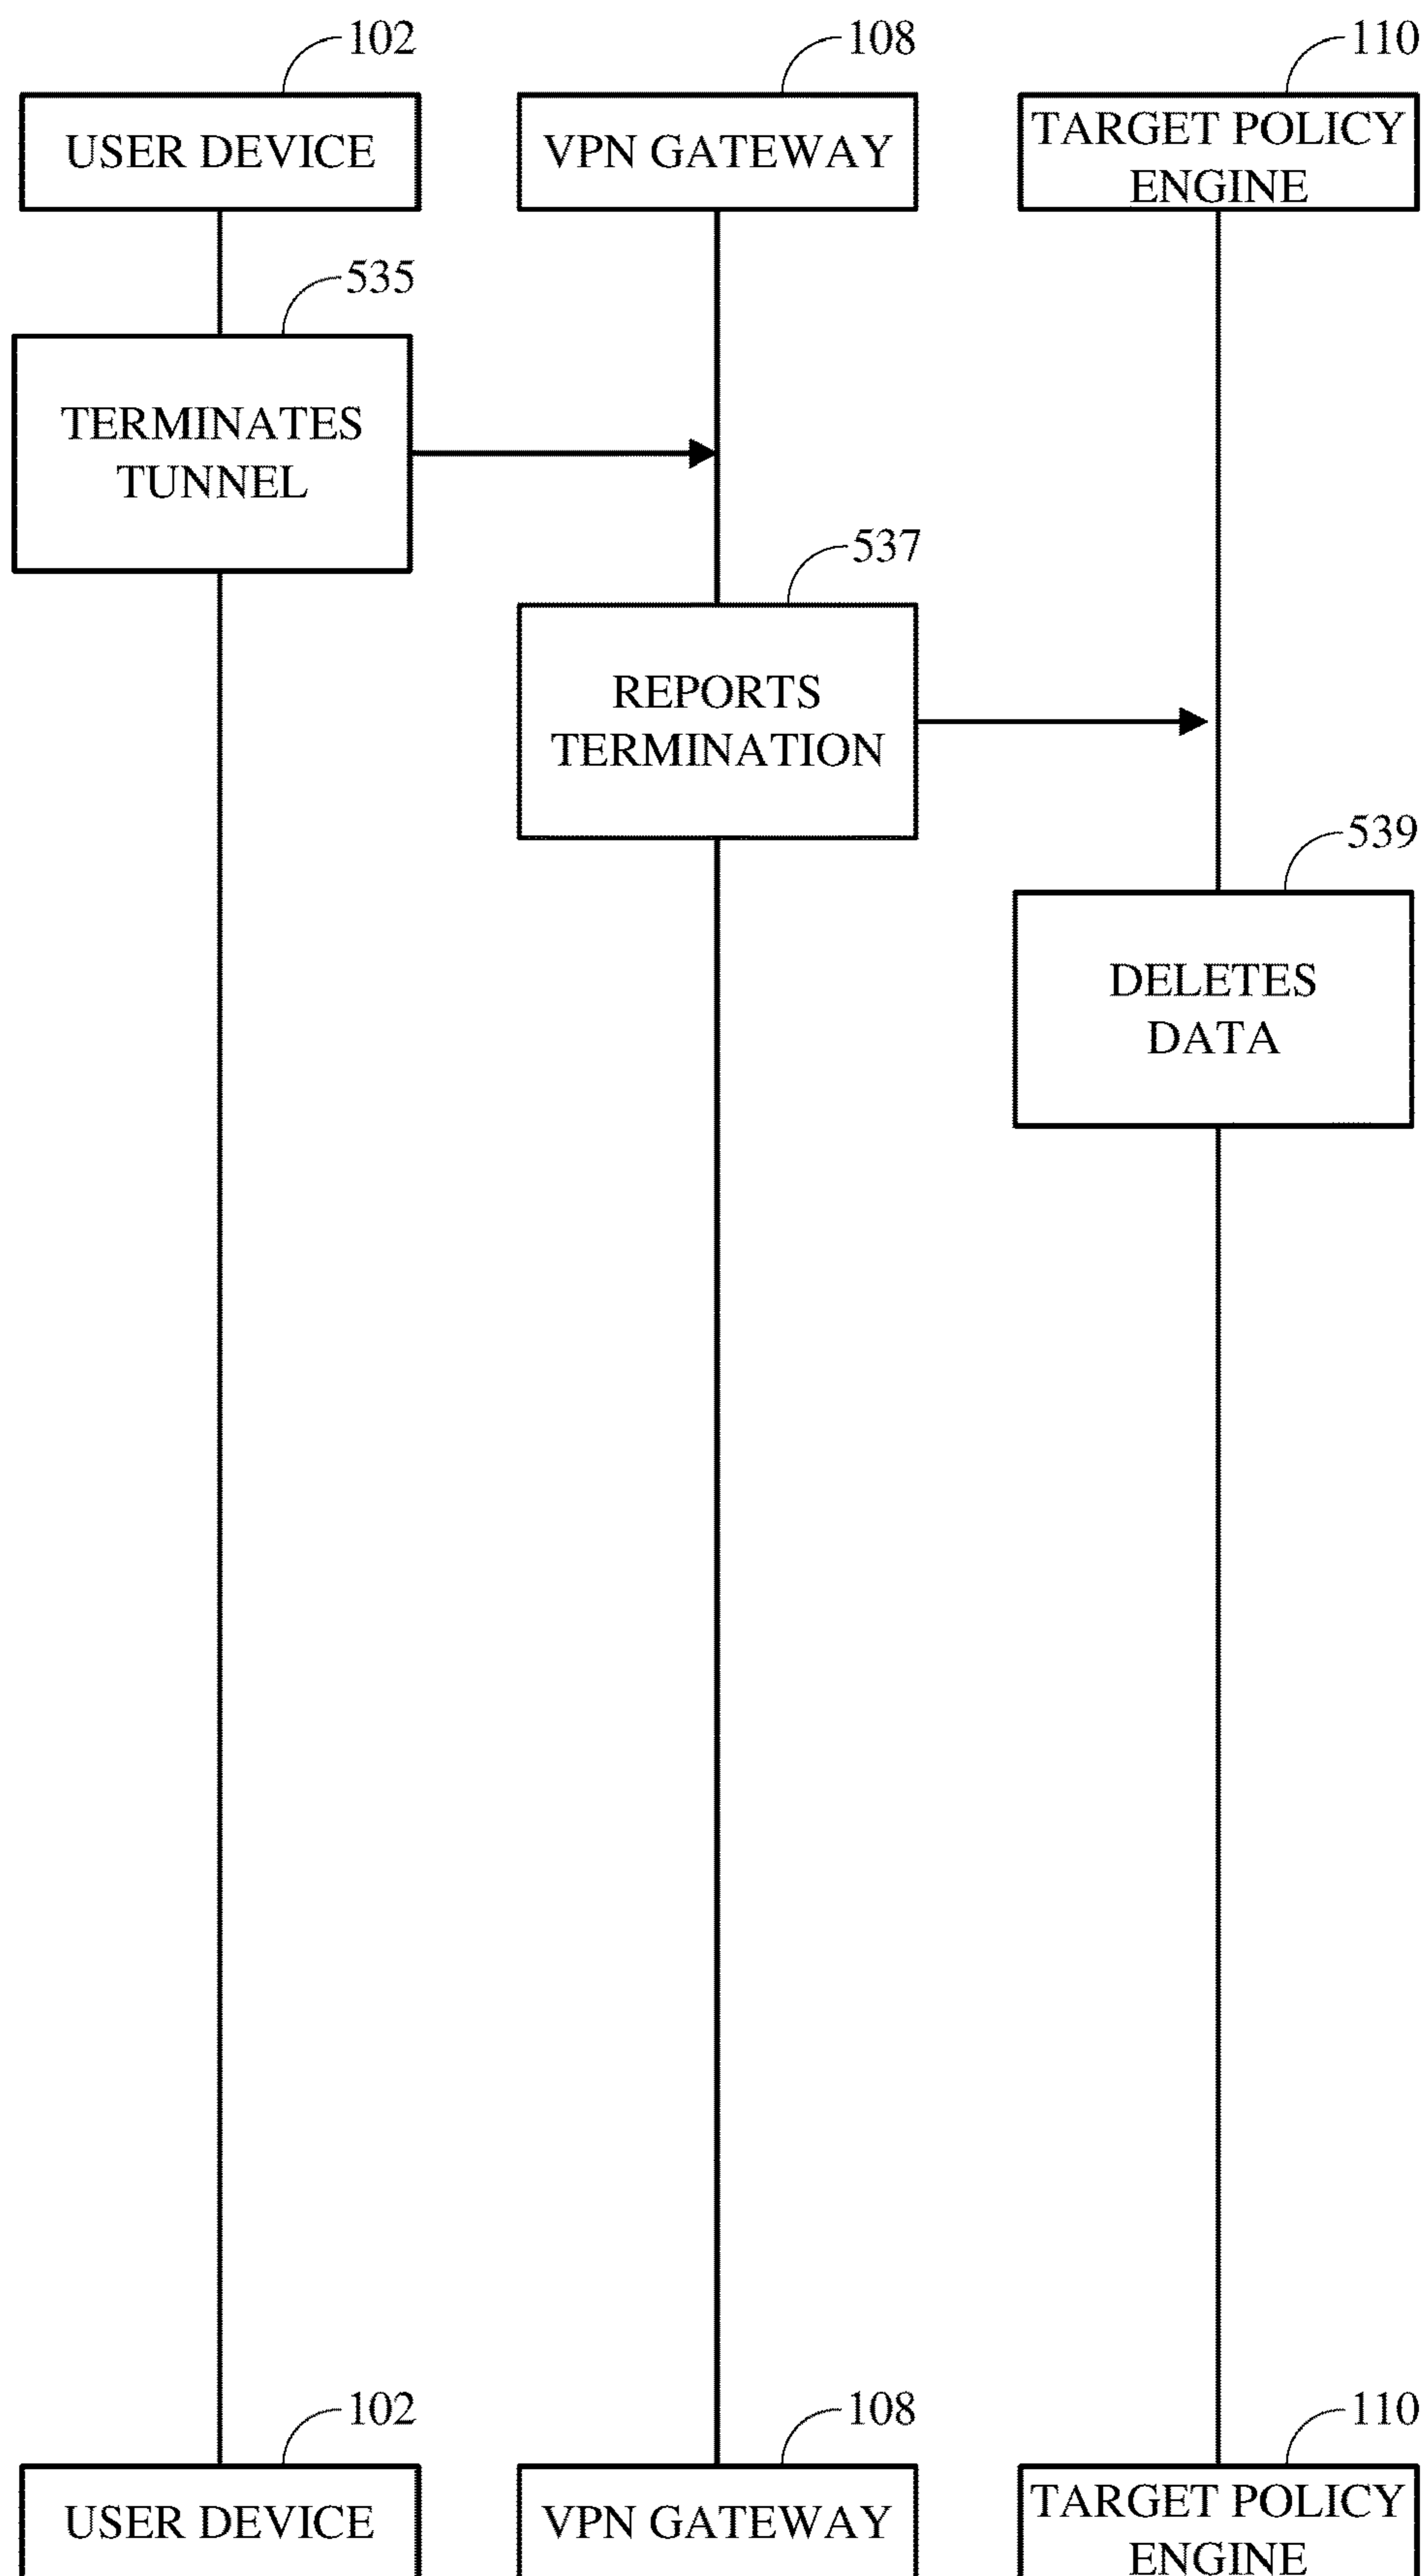 102
108
110
USER DEVICE
VPN GATEWAY
TARGET POLICY
ENGINE
535
TERMINATES
TUNNEL
537
REPORTS
TERMINATION
539
DELETES
DATA
102
108
110
USER DEVICE
VPN GATEWAY
TARGET POLICY
ENGINE